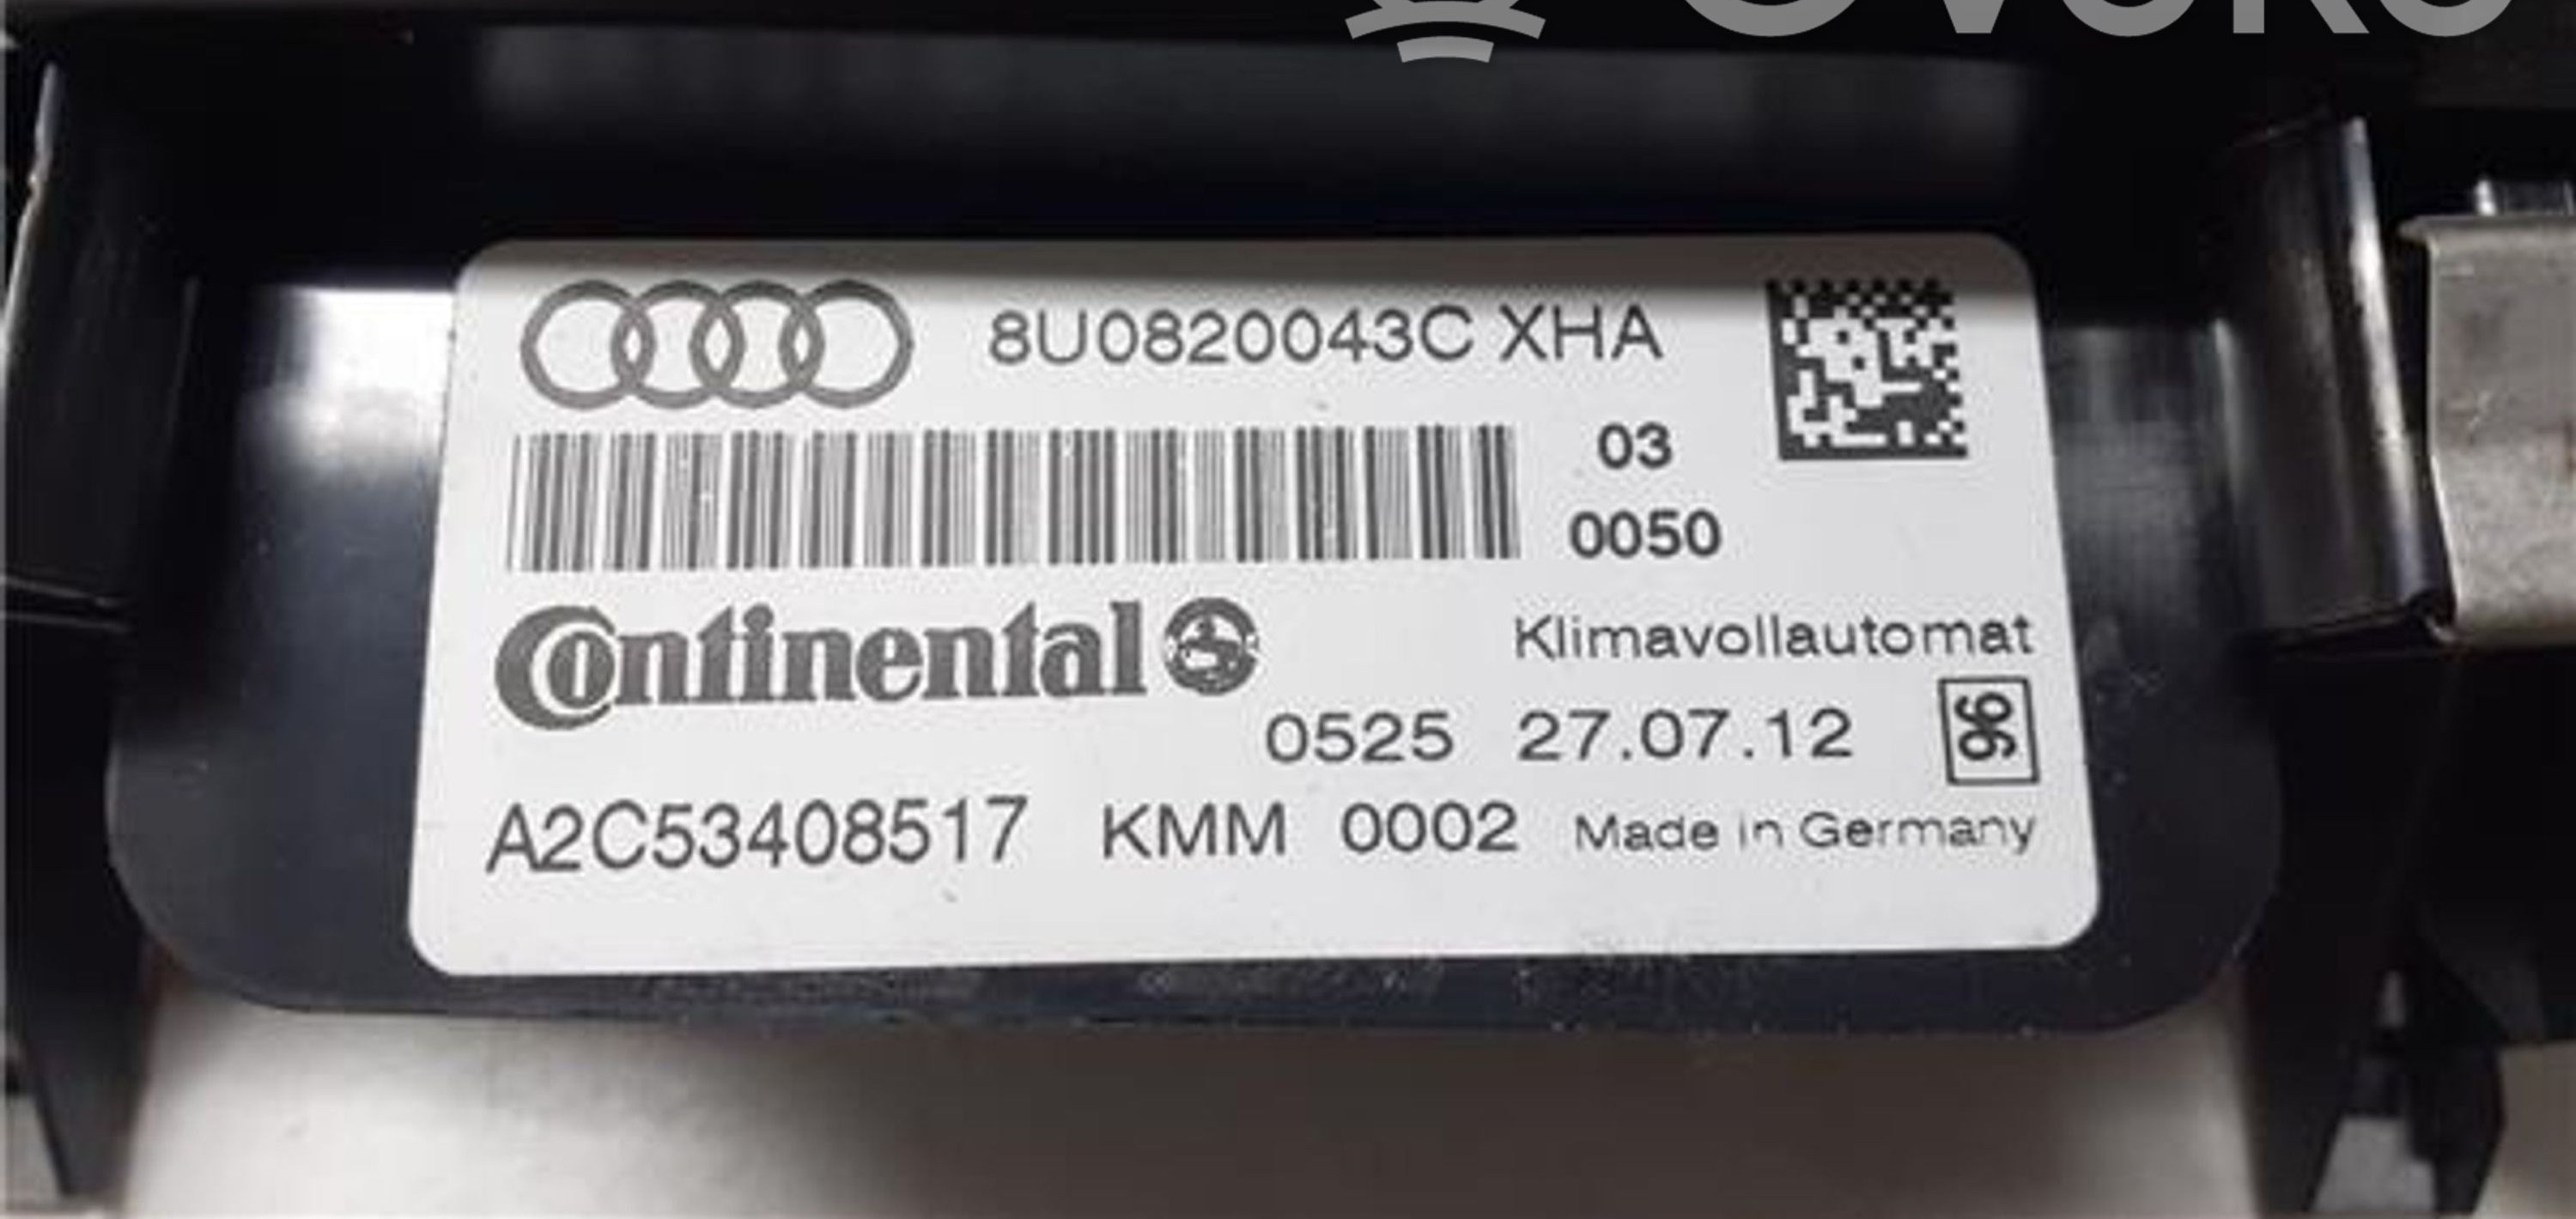 8U0820043C XHA
03
0050
Continental
Klimavollautomat
0525 27.07.12 96
A2C53408517 KMM 0002 Made in Germany